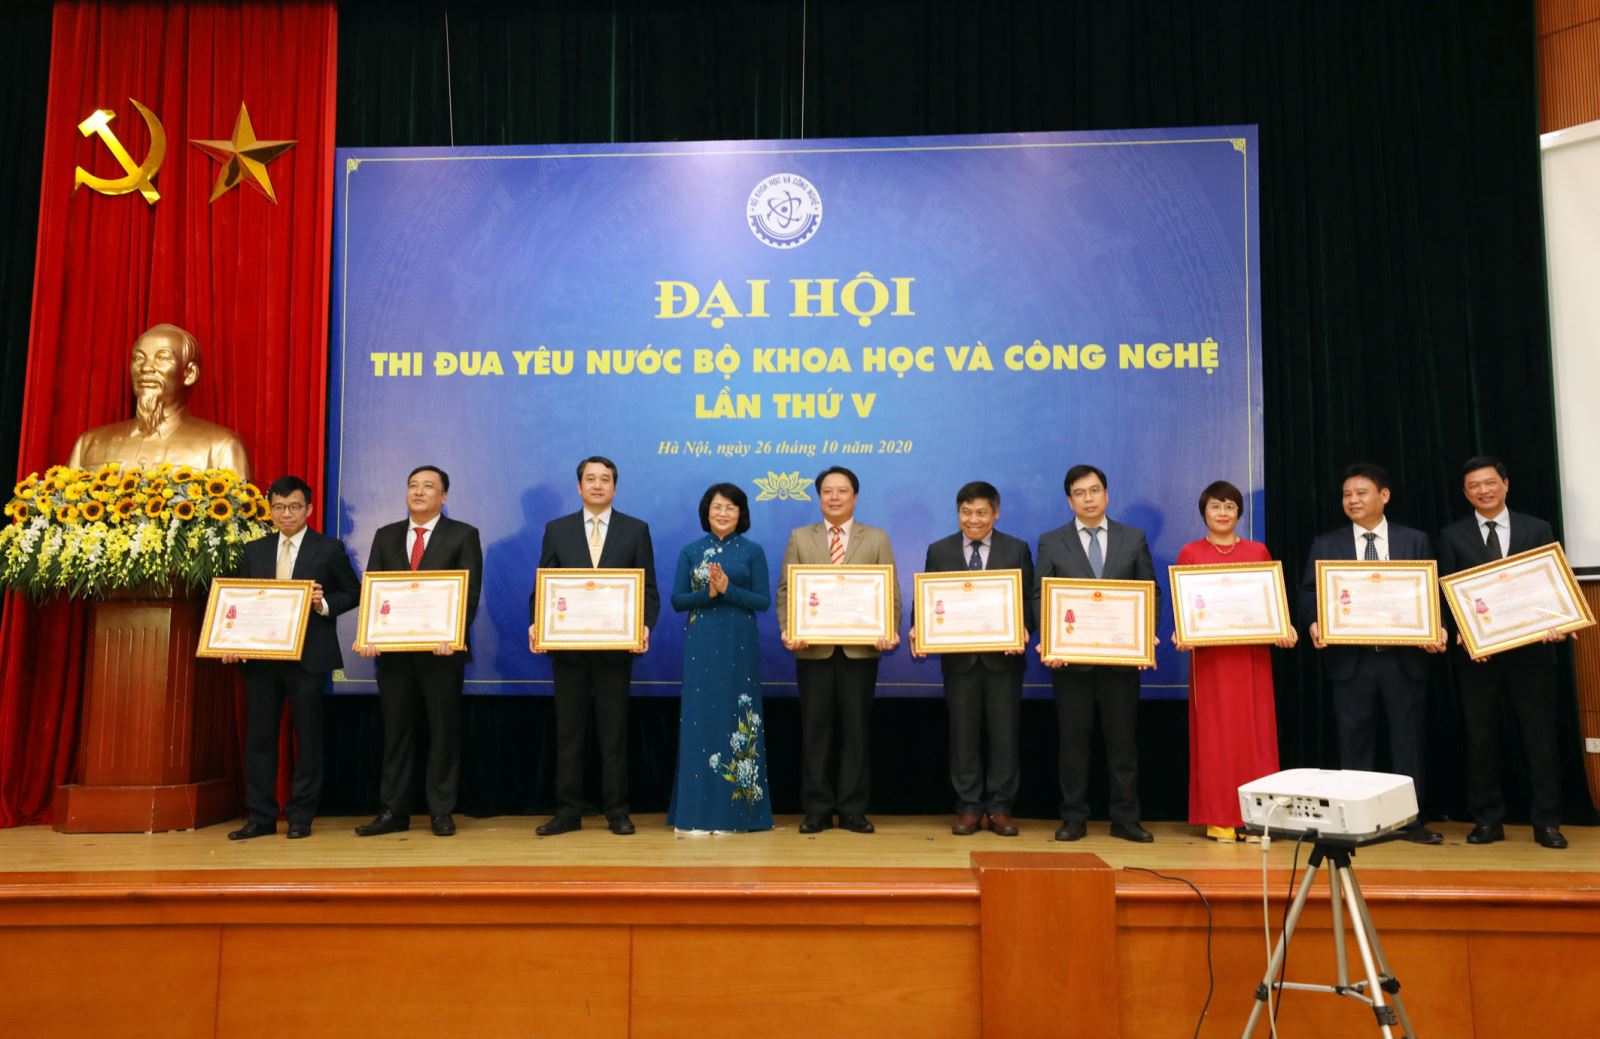 BỘ KHOA HỌC VÀ CÔNG NGHỆ
ĐẠI HỘI
THI ĐUA YÊU NƯỚC BỘ KHOA HỌC VÀ CÔNG NGHỆ
LẦN THỨ V
Hà Nội, ngày 26 tháng 10 năm 2020